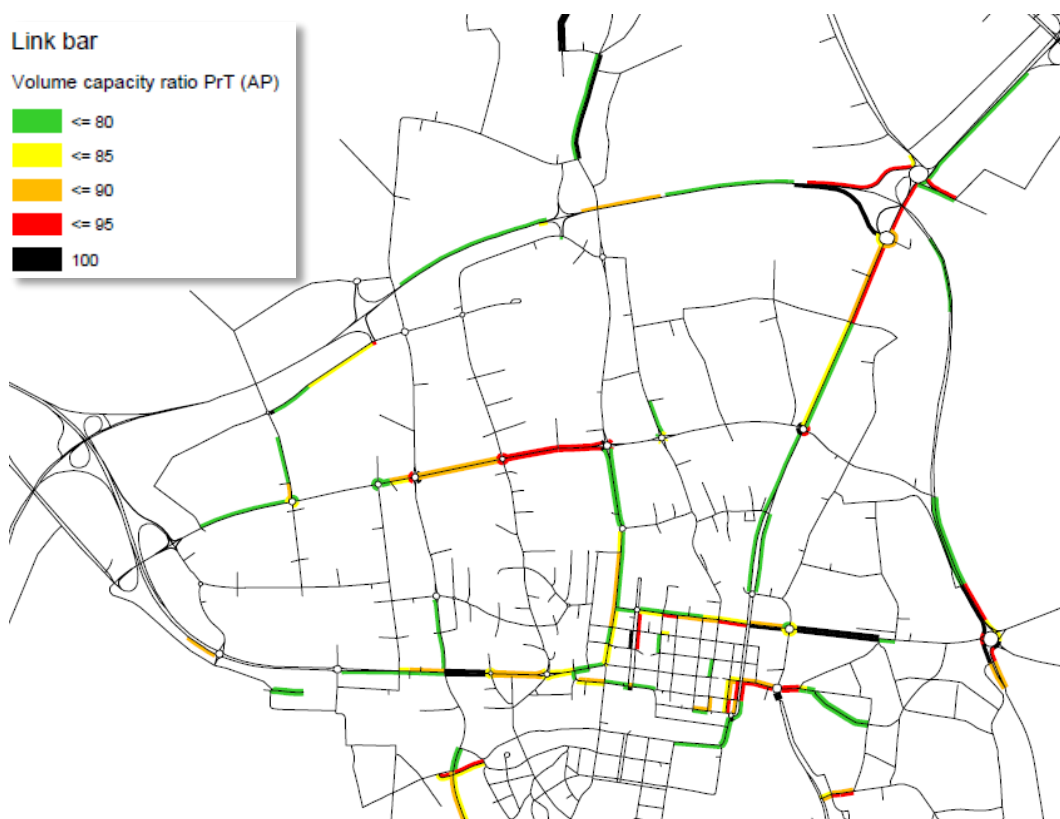 Link bar
Volume capacity ratio PrT (AP)
<= 80
<= 85
<= 90
<= 95
100